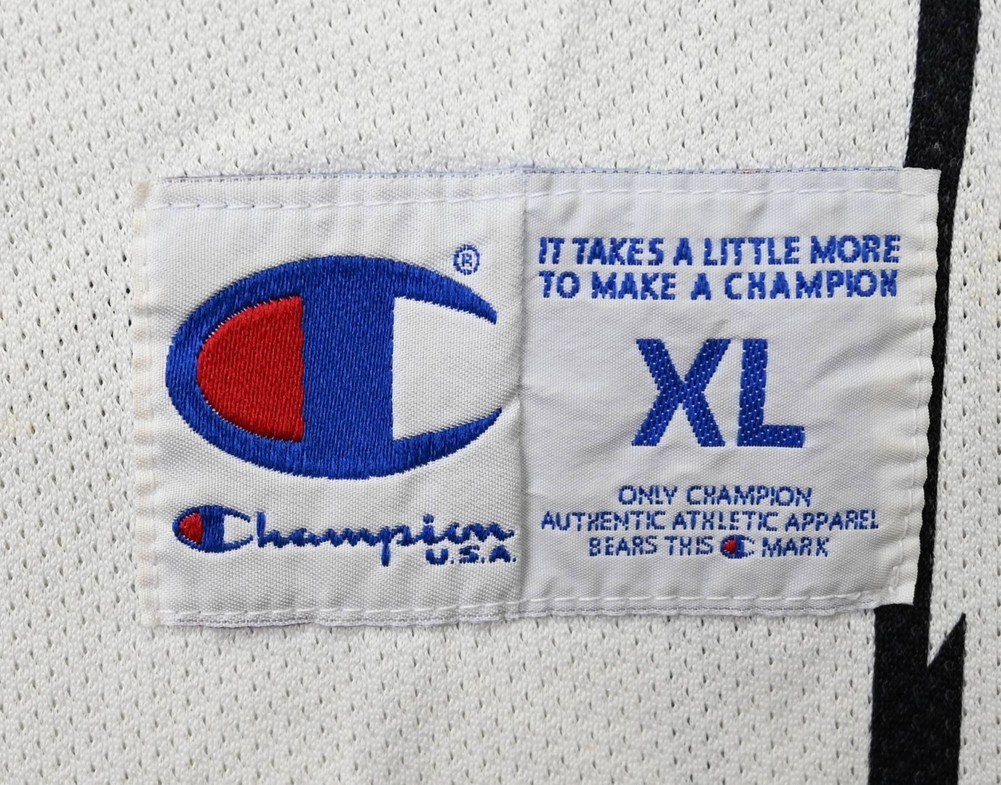 ®
Champion
U.S.A.
IT TAKES A LITTLE MORE
TO MAKE A CHAMPION
XL
ONLY CHAMPION
AUTHENTIC ATHLETIC APPAREL
BEARS THIS C MARK